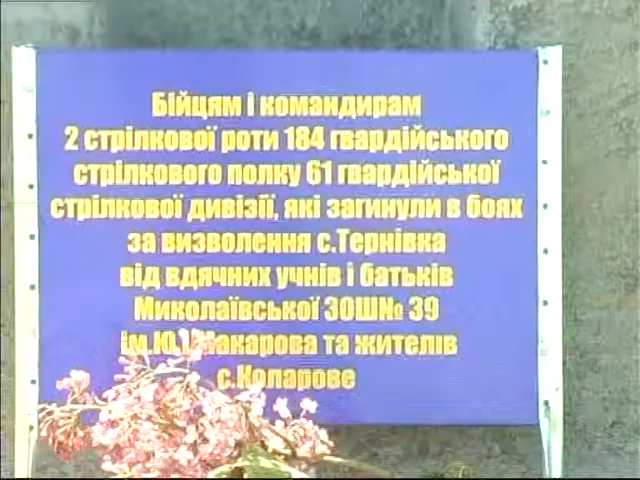 Бійцям і командирам
2 стрілкової роти 184 гвардійського
стрілкового полку 61 гвардійської
стрілкової дивізії, які загинули в боях
за визволення с.Тернівка
від вдячних учнів і батьків
Миколаївської ЗОШ№ 39
Макарова та жителів
с.Коларове